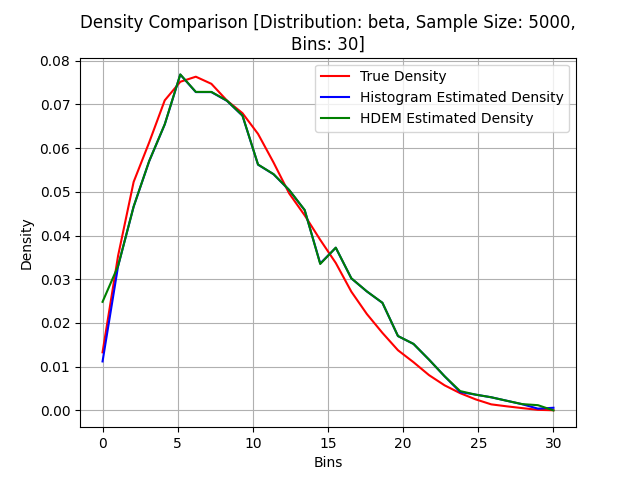 Density Comparison [Distribution: beta, Sample Size: 5000,
Bins: 30]
True Density
Histogram Estimated Density
HDEM Estimated Density
Density
0.08
0.07
0.06
0.05
0.04
0.03
0.02
0.01
0.00
0 5 10 15 20 25 30
Bins